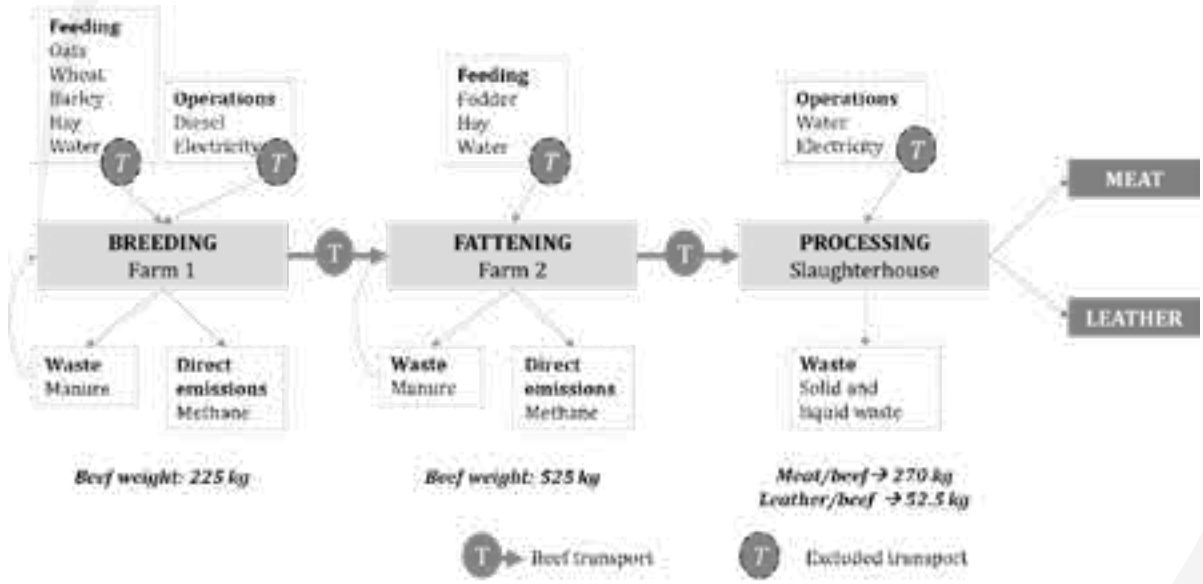 Feeding
Oats
Wheat
Barley
Hay
Water
T
Operations
Diesel
Electricity
T
Feeding
Fodder
Hay
Water
T
Operations
Water
Electricity
T
MEAT
BREEDING
Farm 1
T
FATTENING
Farm 2
T
PROCESSING
Slaughterhouse
LEATHER
Waste
Manure
Direct
emissions
Methane
Waste
Manure
Direct
emissions
Methane
Waste
Solid and
liquid waste
Beef weight: 225 kg
Beef weight: 525 kg
Meat/beef → 270 kg
Leather/beef → 52.5 kg
T Beef transport
T Excluded transport